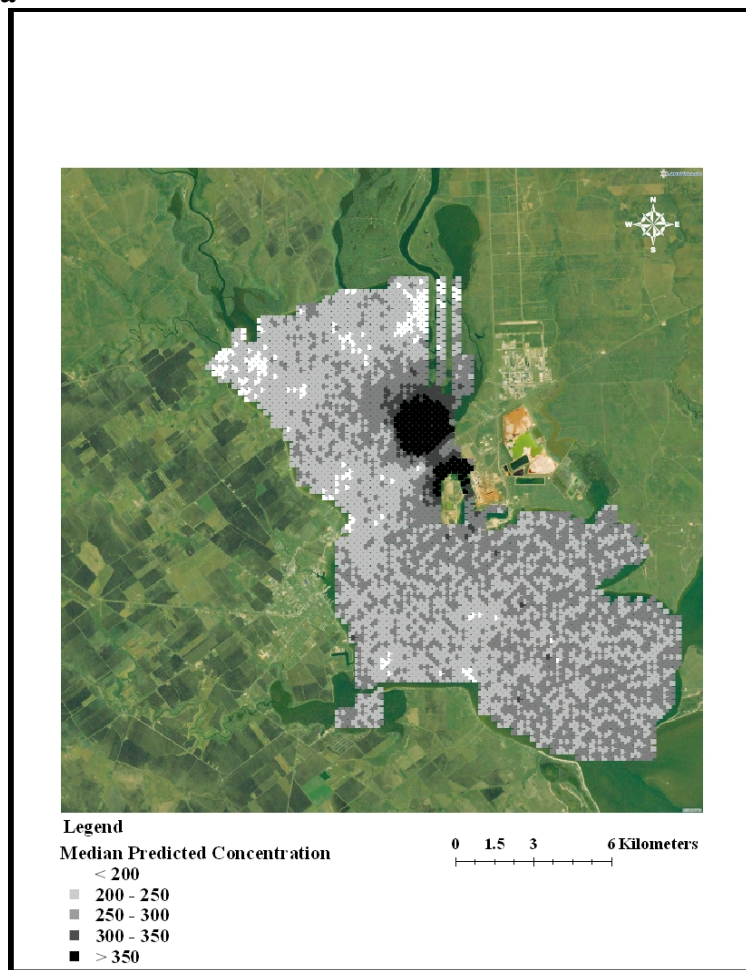 a
N
W E
S
Legend
Median Predicted Concentration
< 200
200 - 250
250 - 300
300 - 350
> 350
0 1.5 3 6 Kilometers